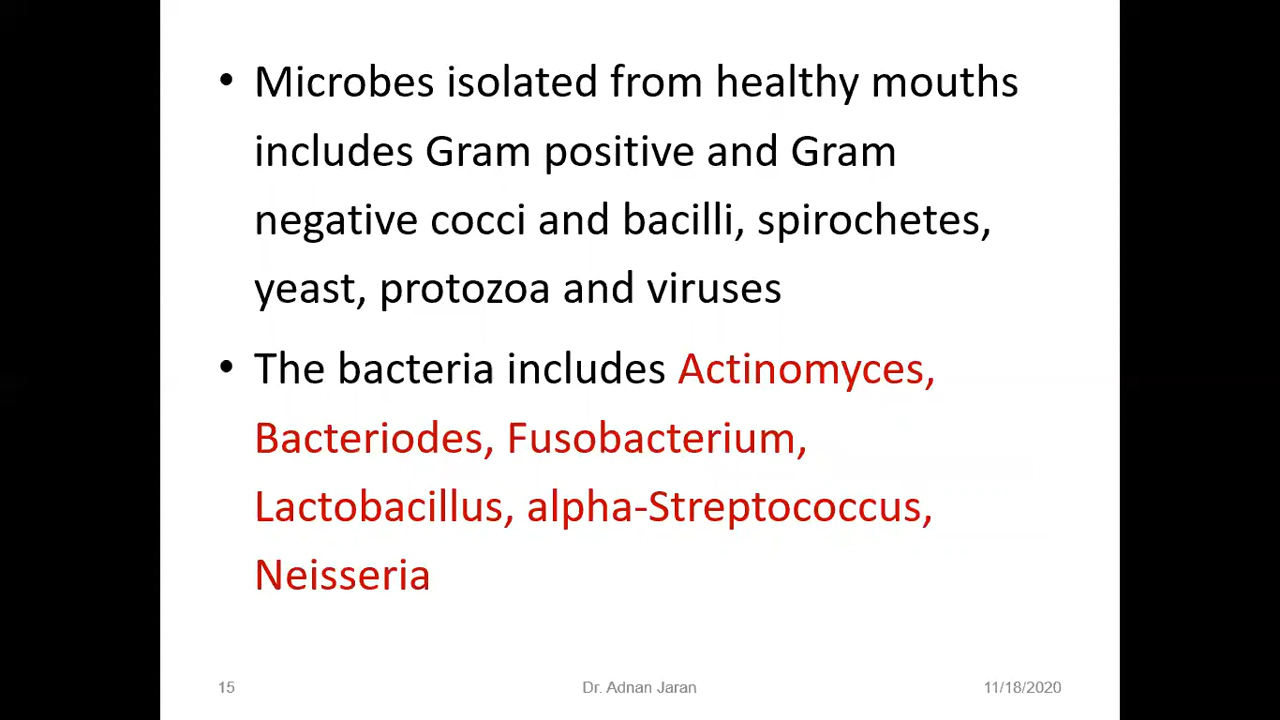 • Microbes isolated from healthy mouths
includes Gram positive and Gram
negative cocci and bacilli, spirochetes,
yeast, protozoa and viruses
• The bacteria includes Actinomyces,
Bacteriodes, Fusobacterium,
Lactobacillus, alpha-Streptococcus,
Neisseria
15 Dr. Adnan Jaran 11/18/2020